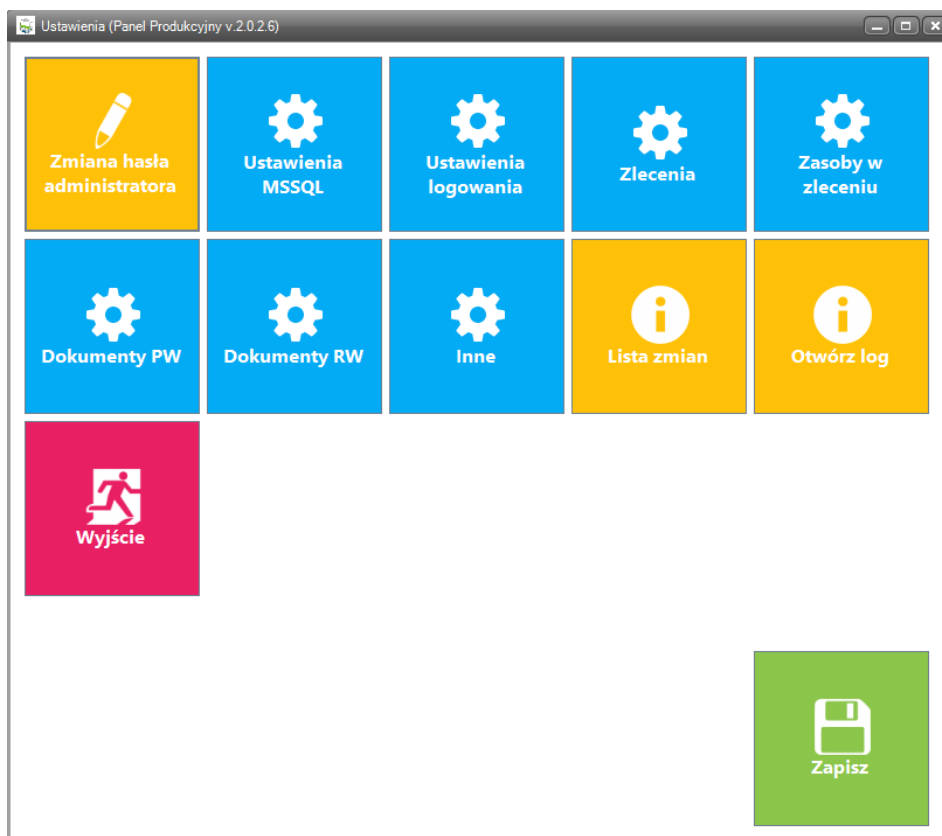 Ustawienia (Panel Produkcyjny v.2.0.2.6)
Zmiana hasła
administratora
Ustawienia
MSSQL
Ustawienia
logowania
Zlecenia
Zasoby w
zleceniu
Dokumenty PW
Dokumenty RW
Inne
Lista zmian
Otwórz log
Wyjście
Zapisz